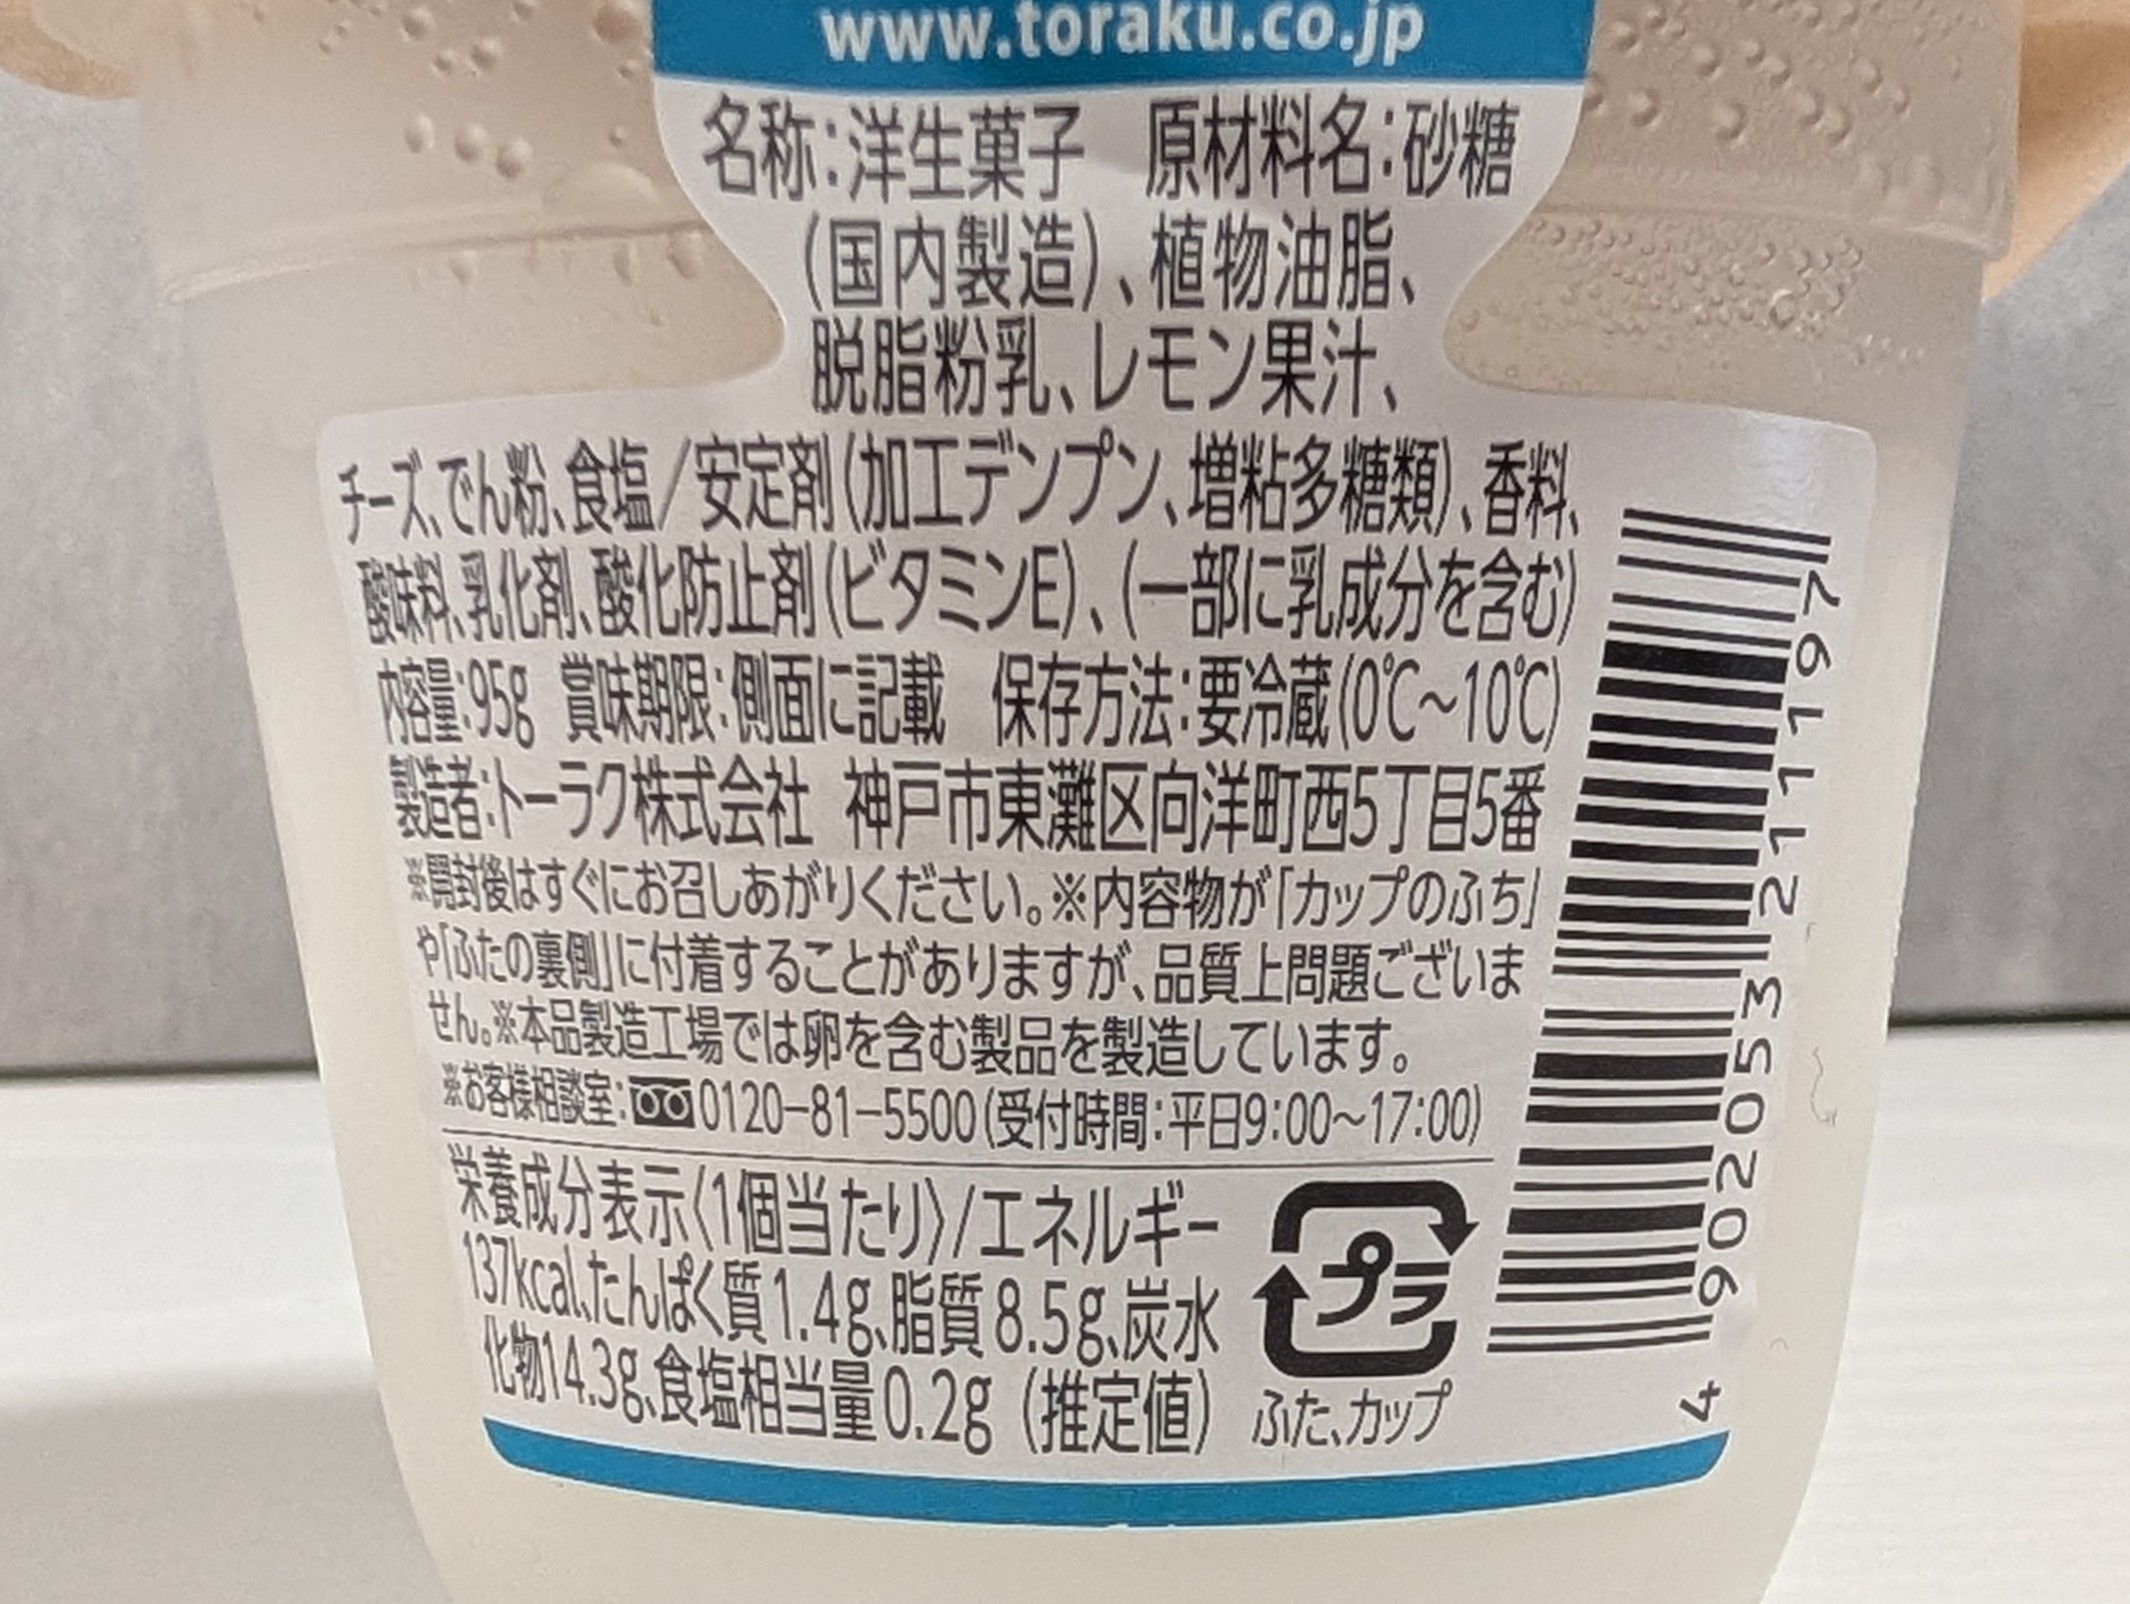 www.toraku.co.jp
名称:洋生菓子 原材料名:砂糖
(国内製造)、植物油脂、
脱脂粉乳、レモン果汁、
チーズ、でん粉、食塩/安定剤(加工デンプン、増粘多糖類)、香料、
酸味料、乳化剤、酸化防止剤(ビタミンE)、(一部に乳成分を含む)
内容量:95g 賞味期限:側面に記載 保存方法:要冷蔵(0℃~10℃)
製造者:トーラク株式会社 神戸市東灘区向洋町西5丁目5番
※開封後はすぐにお召しあがりください。※内容物が「カップのふち」
や「ふたの裏側」に付着することがありますが、品質上問題ございま
せん。※本品製造工場では卵を含む製品を製造しています。
※お客様相談室:0120-81-5500(受付時間:平日9:00~17:00)
栄養成分表示〈1個当たり〉/エネルギー
137kcal、たんぱく質1.4g、脂質8.5g、炭水
化物14.3g、食塩相当量0.2g(推定値)
プラ
ふた、カップ
4 902053 211197